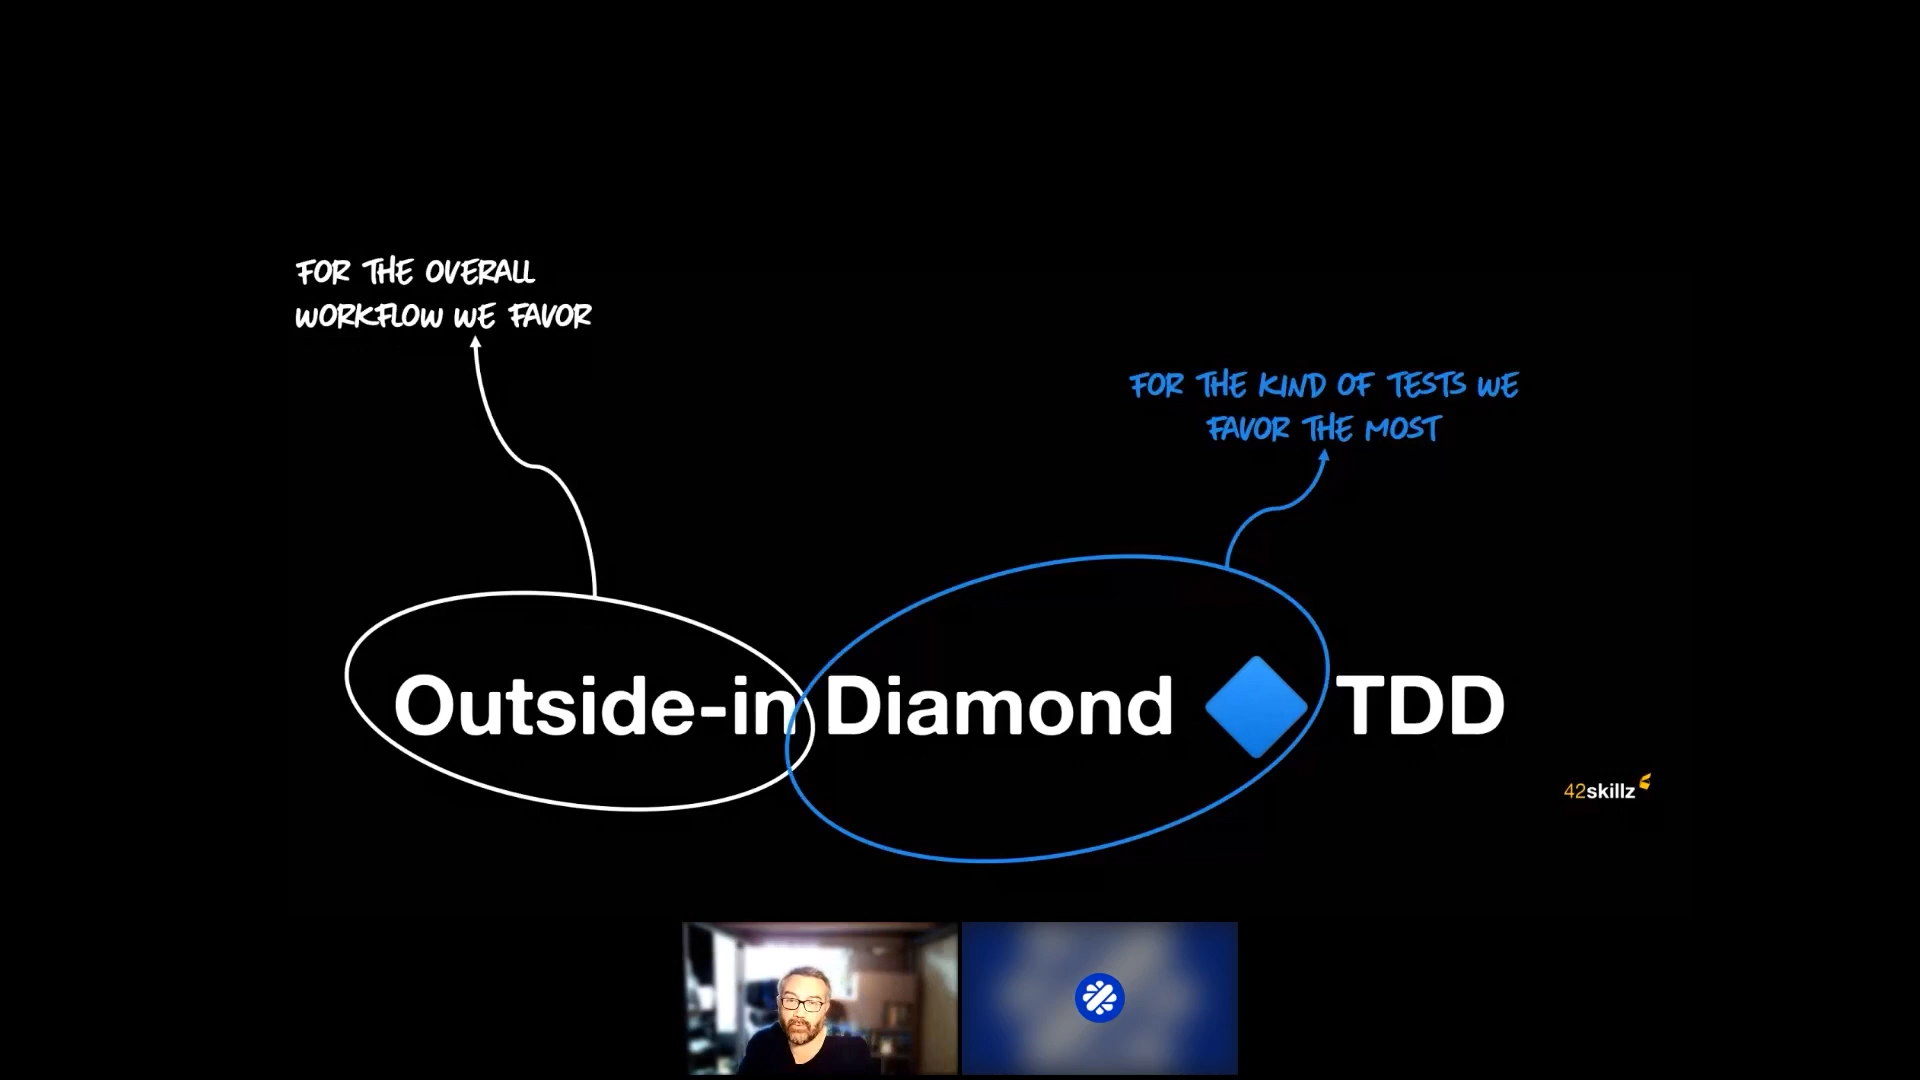 FOR THE OVERALL
WORKFLOW WE FAVOR
FOR THE KIND OF TESTS WE
FAVOR THE MOST
Outside-in Diamond TDD
42skillz